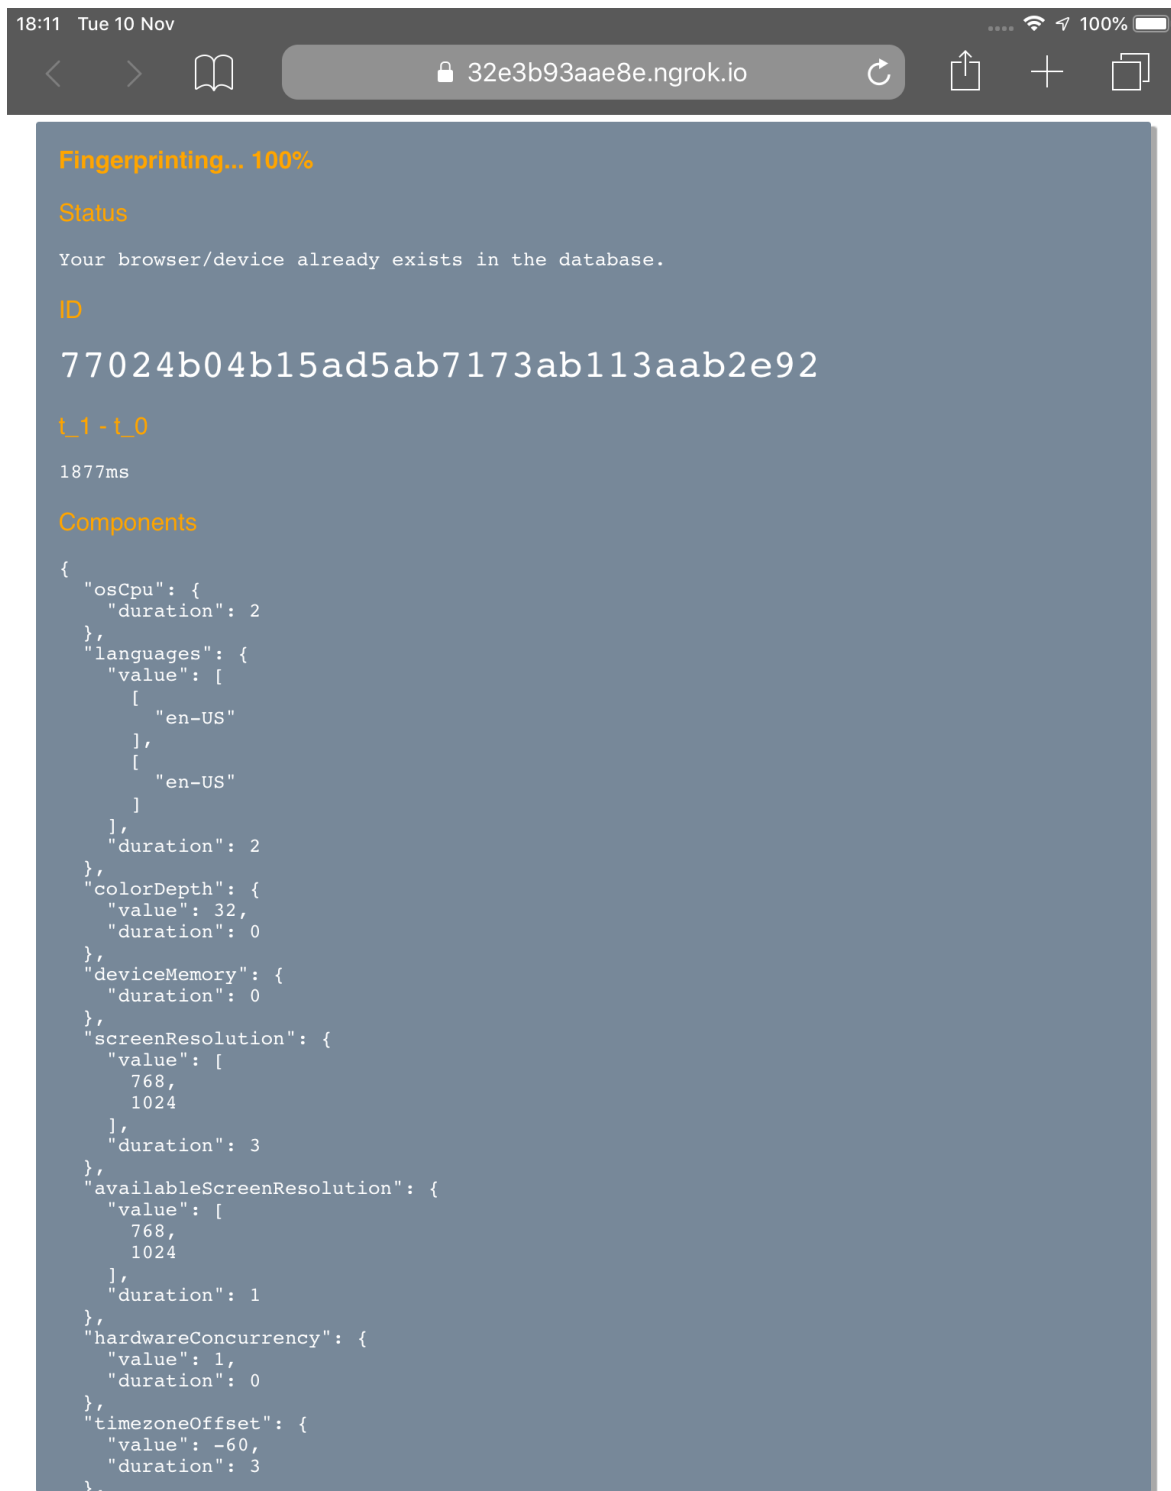 18:11 Tue 10 Nov 100%
32e3b93aae8e.ngrok.io
Fingerprinting... 100%
Status
Your browser/device already exists in the database.
ID
77024b04b15ad5ab7173ab113aab2e92
t_1 - t_0
1877ms
Components
{
  "osCpu": {
    "duration": 2
  },
  "languages": {
    "value": [
      [
        "en-US"
      ],
      [
        "en-US"
      ]
    ],
    "duration": 2
  },
  "colorDepth": {
    "value": 32,
    "duration": 0
  },
  "deviceMemory": {
    "duration": 0
  },
  "screenResolution": {
    "value": [
      768,
      1024
    ],
    "duration": 3
  },
  "availableScreenResolution": {
    "value": [
      768,
      1024
    ],
    "duration": 1
  },
  "hardwareConcurrency": {
    "value": 1,
    "duration": 0
  },
  "timezoneOffset": {
    "value": -60,
    "duration": 3
  },